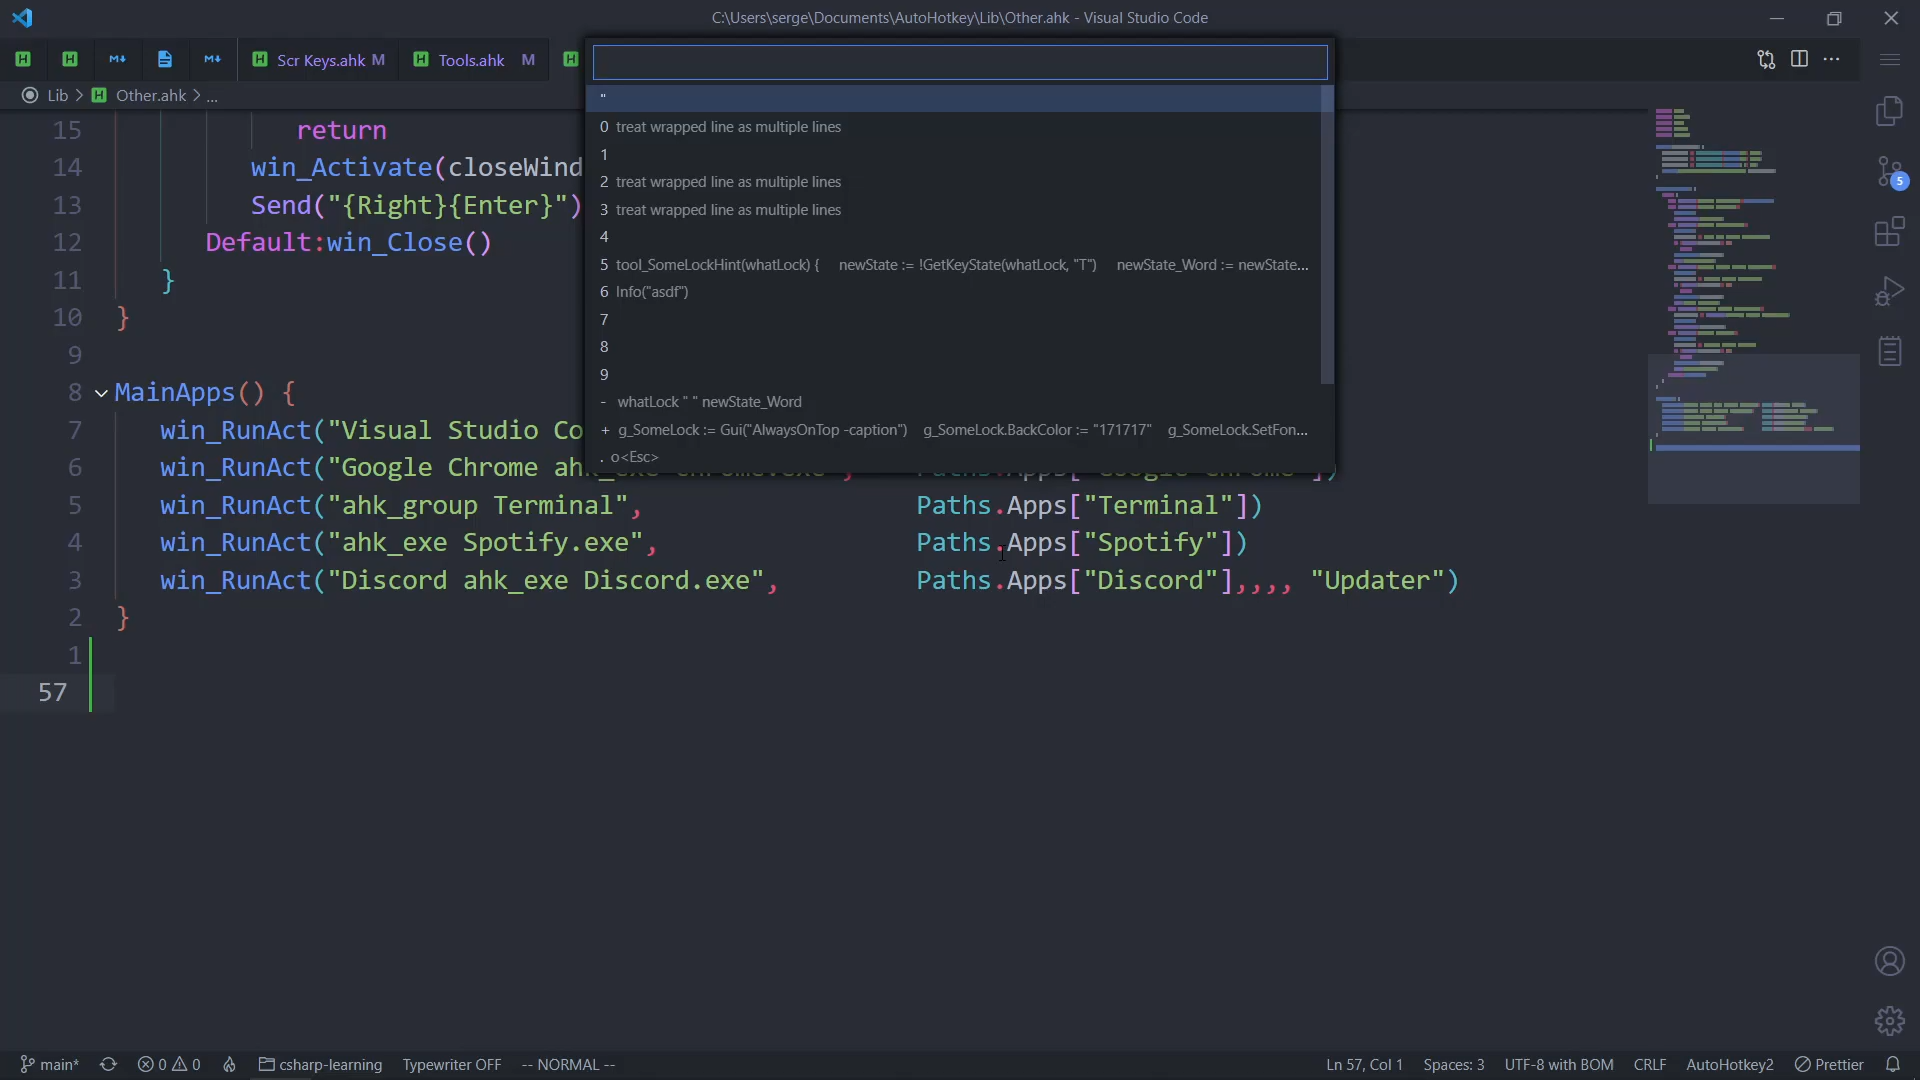 C:\Users\serge\Documents\AutoHotkey\Lib\Other.ahk - Visual Studio Code
Scr Keys.ahk M
Tools.ahk M
Lib > Other.ahk > ...
"
0 treat wrapped line as multiple lines
1
2 treat wrapped line as multiple lines
3 treat wrapped line as multiple lines
4
5 tool_SomeLockHint(whatLock) { newState := !GetKeyState(whatLock, "T") newState_Word := newState...
6 Info("asdf")
7
8
9
- whatLock " " newState_Word
+ g_SomeLock := Gui("AlwaysOnTop -caption") g_SomeLock.BackColor := "171717" g_SomeLock.SetFon...
. o<Esc>
15 return
14 win_Activate(closeWind
13 Send("{Right}{Enter}")
12 Default:win_Close()
11 }
10 }
9
8 MainApps() {
7 win_RunAct("Visual Studio Co
6 win_RunAct("Google Chrome
5 win_RunAct("ahk_group Terminal", Paths.Apps["Terminal"])
4 win_RunAct("ahk_exe Spotify.exe", Paths.Apps["Spotify"])
3 win_RunAct("Discord ahk_exe Discord.exe", Paths.Apps["Discord"],,,, "Updater")
2 }
1
57
5
main* 0 0 csharp-learning Typewriter OFF -- NORMAL -- Ln 57, Col 1 Spaces: 3 UTF-8 with BOM CRLF AutoHotkey2 Prettier